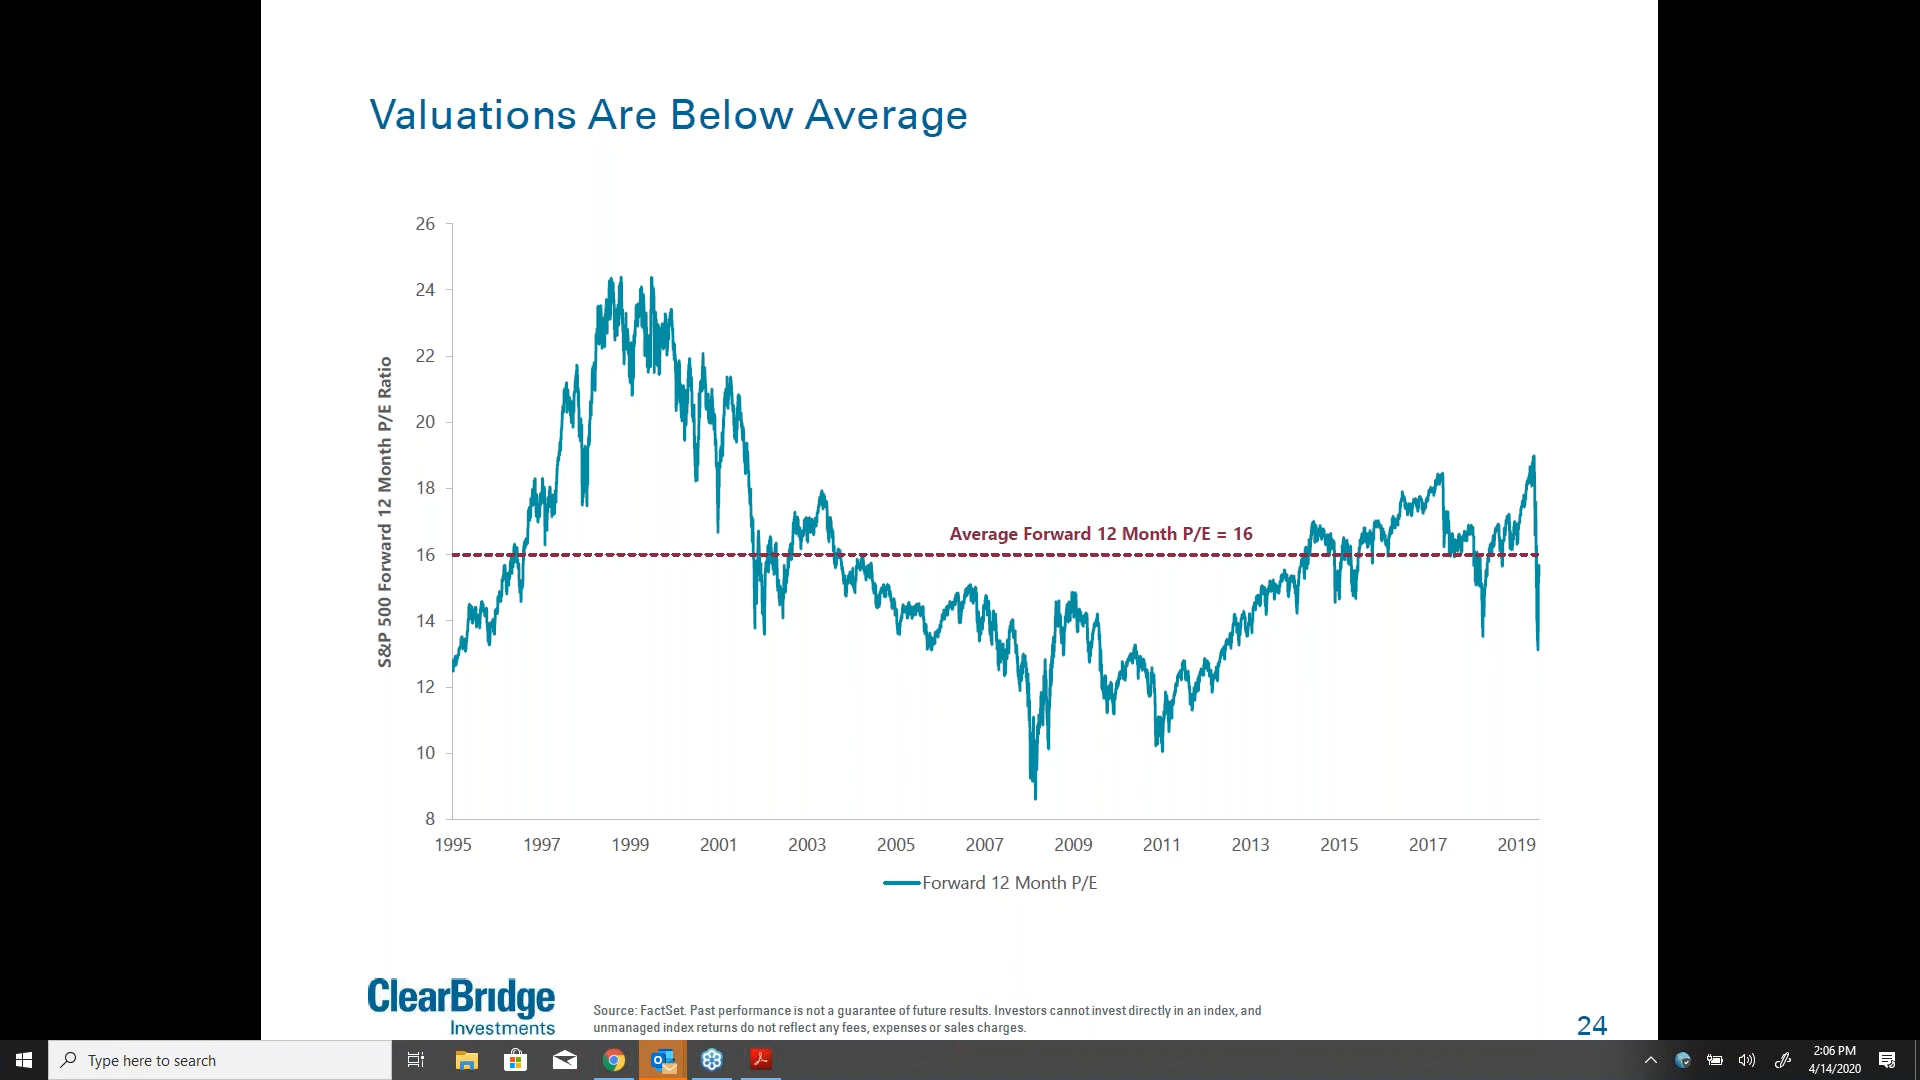 Valuations Are Below Average
S&P 500 Forward 12 Month P/E Ratio
26
24
22
20
18
16
14
12
10
8
Average Forward 12 Month P/E = 16
1995 1997 1999 2001 2003 2005 2007 2009 2011 2013 2015 2017 2019
Forward 12 Month P/E
ClearBridge
Investments
Source: FactSet. Past performance is not a guarantee of future results. Investors cannot invest directly in an index, and
unmanaged index returns do not reflect any fees, expenses or sales charges.
24
Type here to search
2:06 PM
4/14/2020